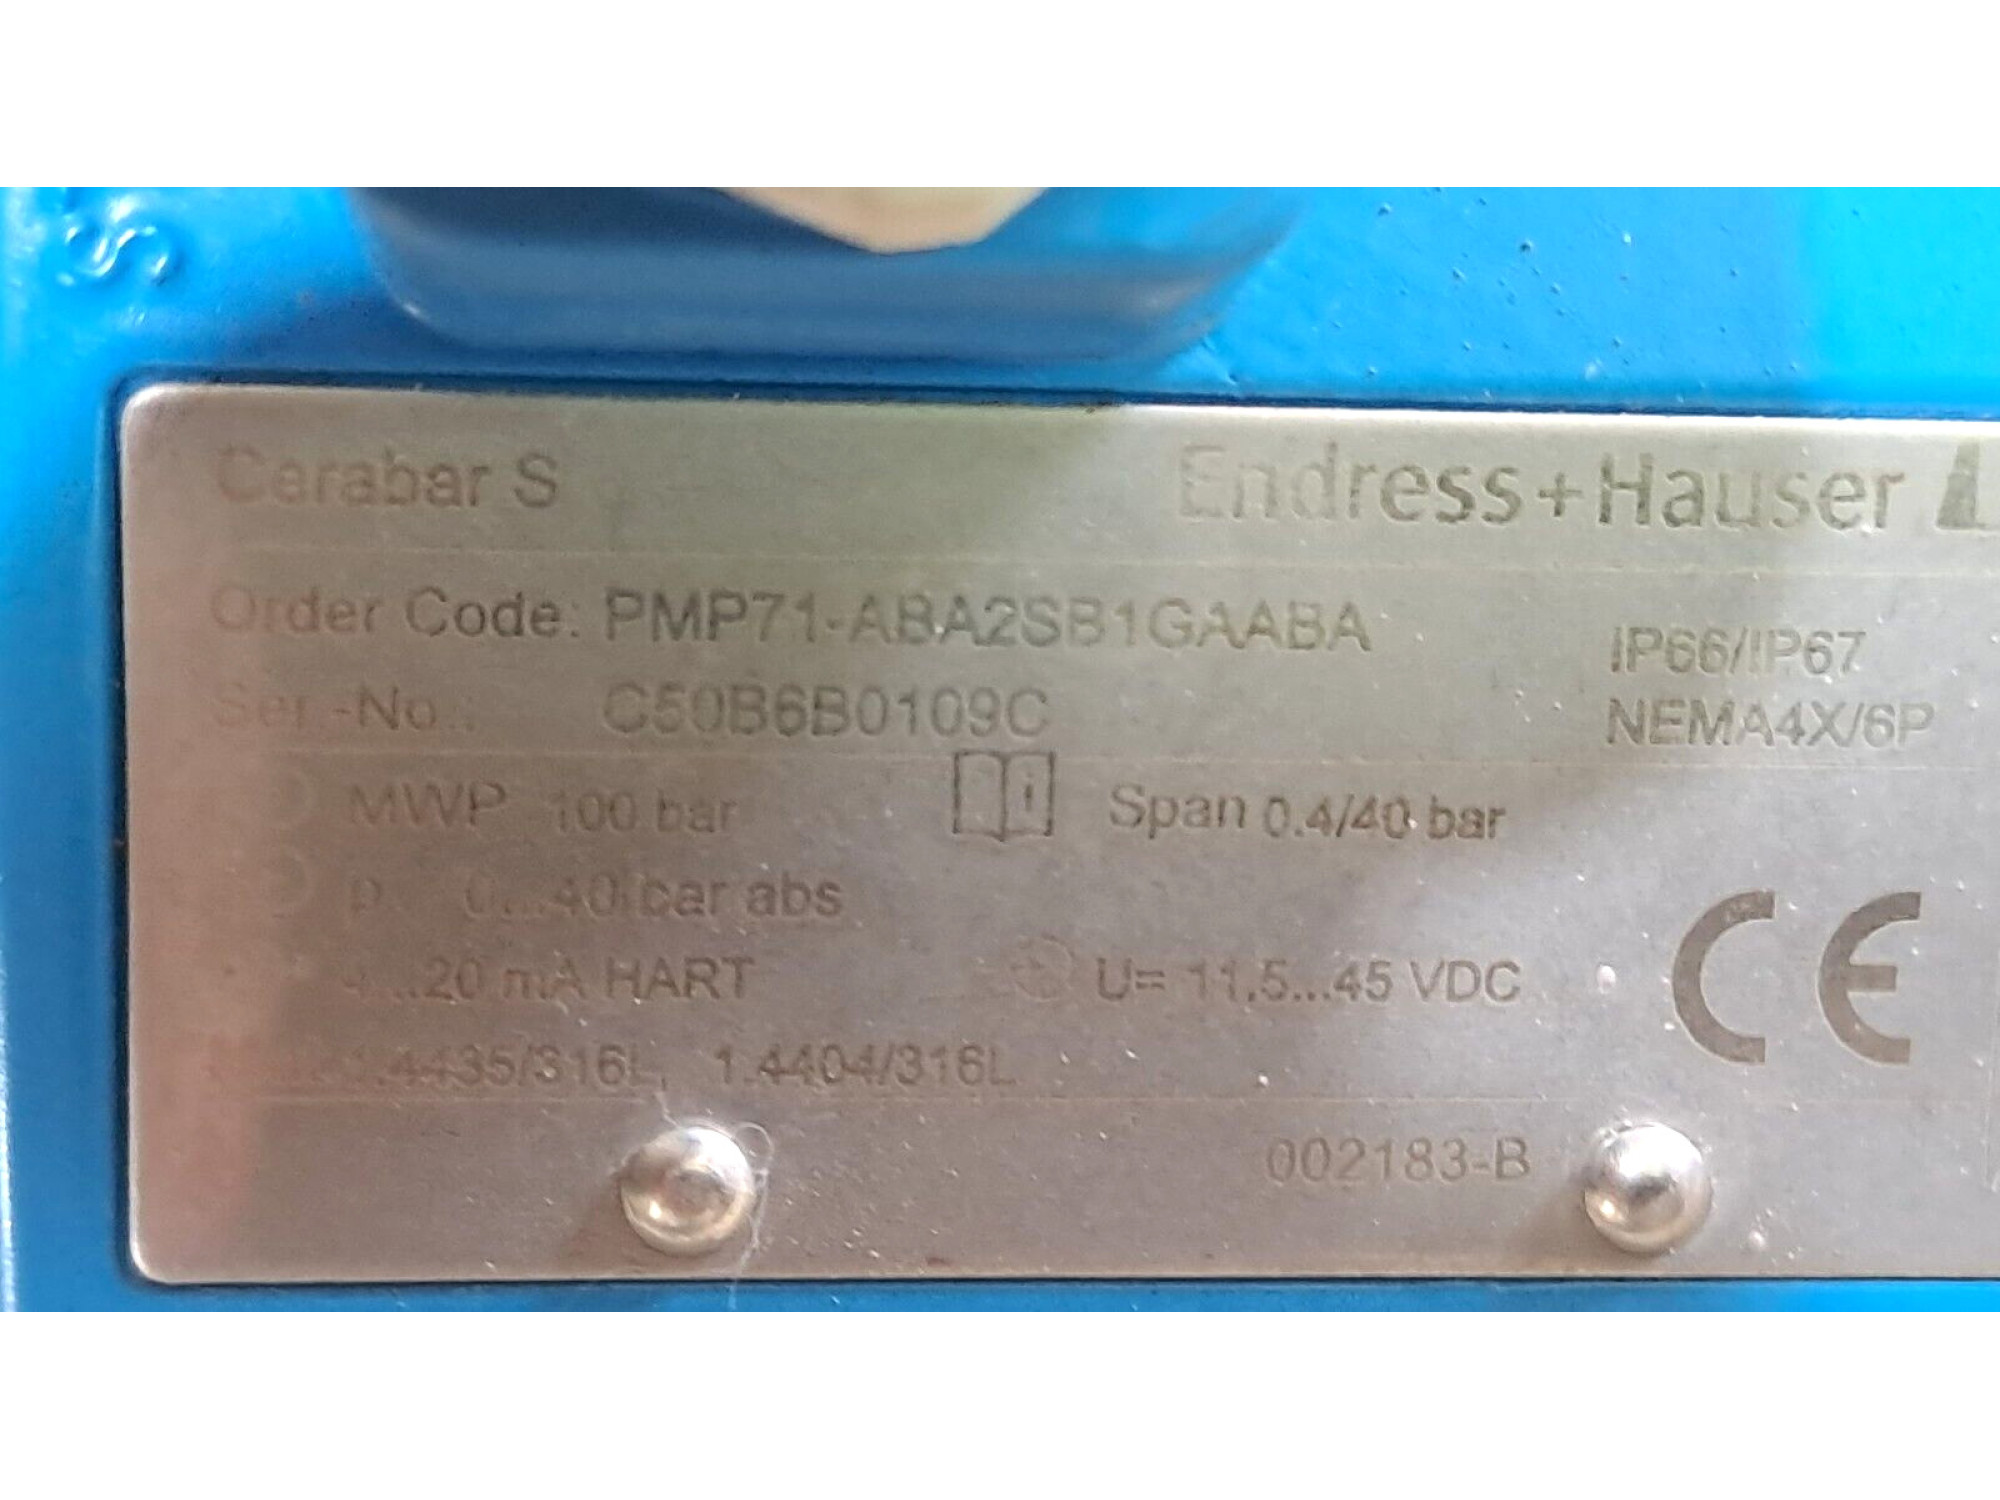 Cerabar S
Endress+Hauser
Order Code: PMP71-ABA2SB1GAABA
IP66/IP67
Ser.-No.: C50B6B0109C
NEMA4X/6P
MWP 100 bar
Span 0.4/40 bar
p 0...40 bar abs
4...20 mA HART
U= 11.5...45 VDC
CE
1.4435/316L, 1.4404/316L
002183-B